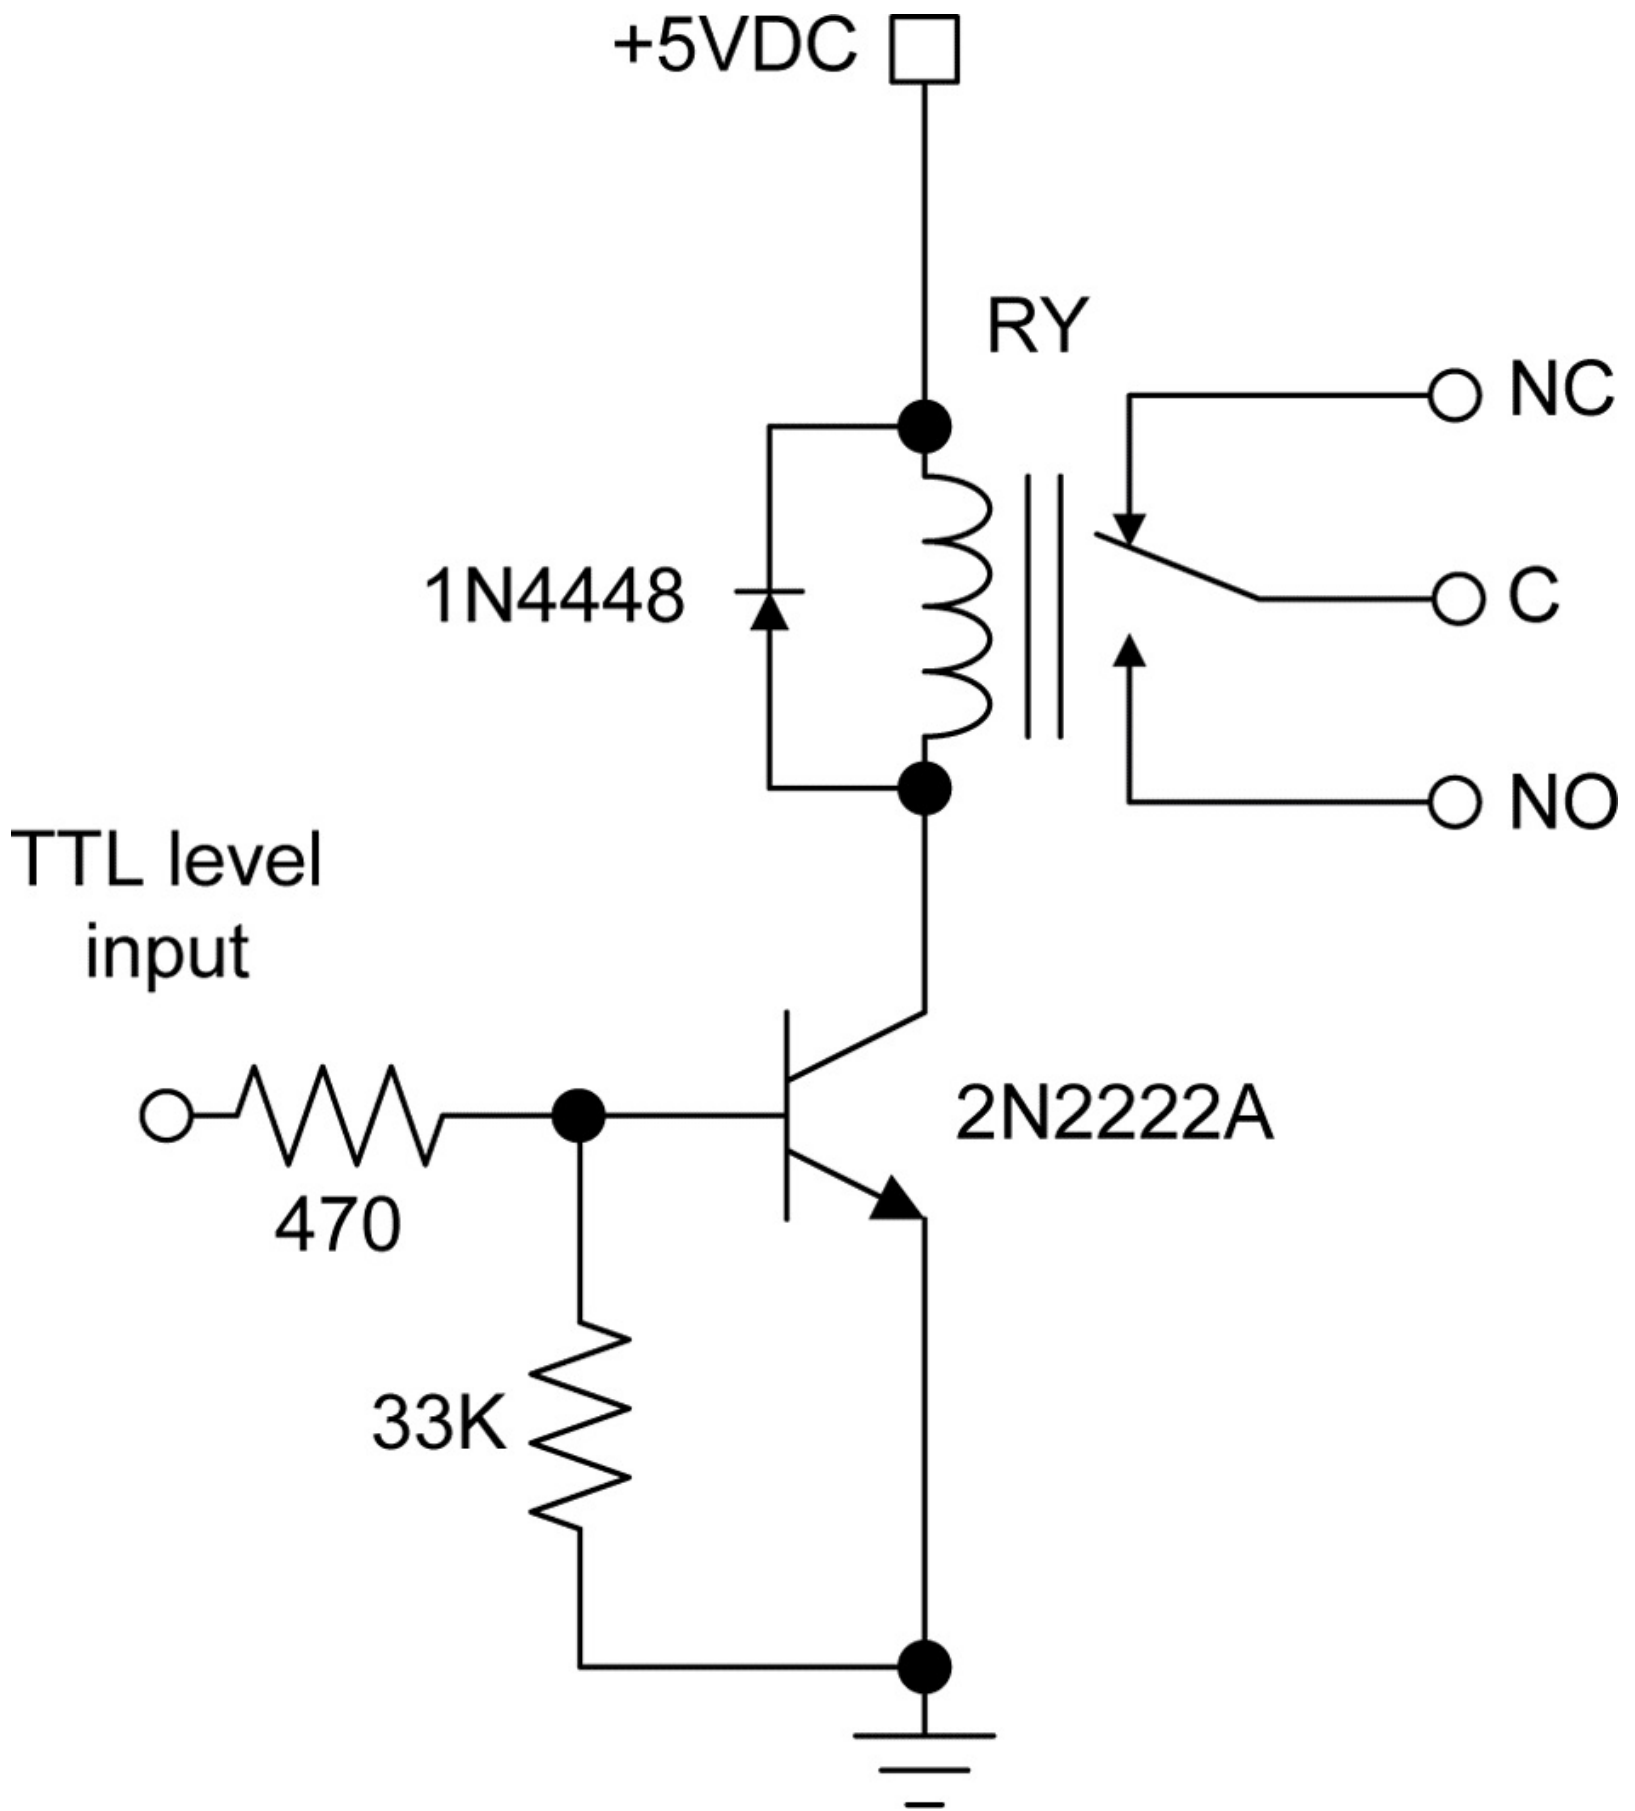 +5VDC
RY
NC
1N4448
C
NO
TTL level
input
2N2222A
470
33K